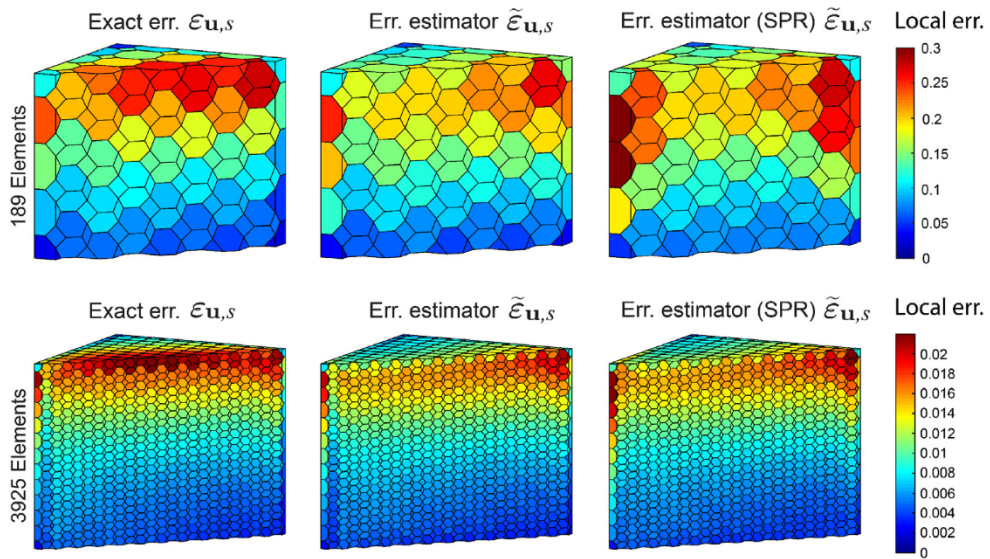 Exact err. εu,s
Err. estimator ε̃u,s
Err. estimator (SPR) ε̃u,s
Local err.
189 Elements
0.3
0.25
0.2
0.15
0.1
0.05
0
Exact err. εu,s
Err. estimator ε̃u,s
Err. estimator (SPR) ε̃u,s
Local err.
3925 Elements
0.02
0.018
0.016
0.014
0.012
0.01
0.008
0.006
0.004
0.002
0